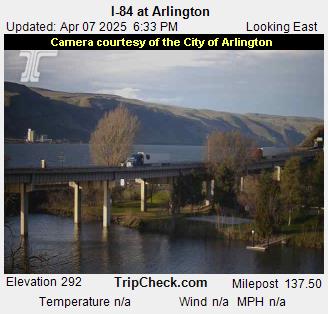 I-84 at Arlington
Updated: Apr 07 2025 6:33 PM Looking East
Camera courtesy of the City of Arlington
Elevation 292 TripCheck.com Milepost 137.50
Temperature n/a Wind n/a MPH n/a